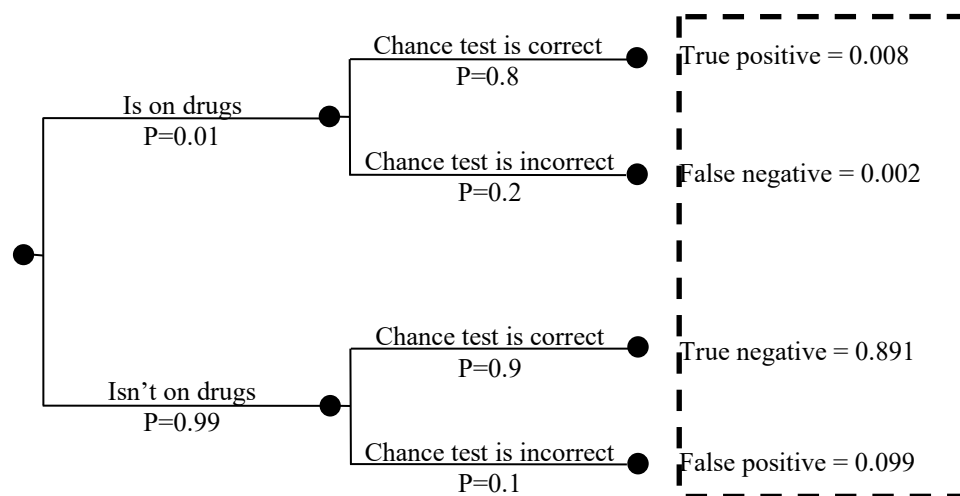 Chance test is correct
P=0.8
True positive = 0.008
Is on drugs
P=0.01
Chance test is incorrect
P=0.2
False negative = 0.002
Chance test is correct
P=0.9
True negative = 0.891
Isn’t on drugs
P=0.99
Chance test is incorrect
P=0.1
False positive = 0.099